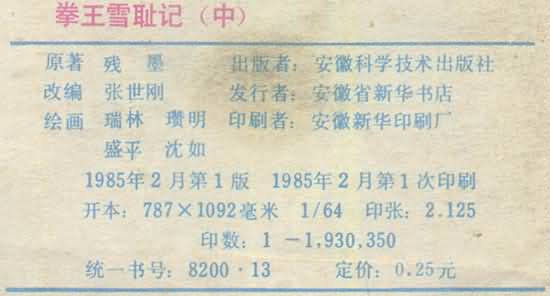 拳王雪耻记（中）
原著 残 墨 出版者：安徽科学技术出版社
改编 张世刚 发行者：安徽省新华书店
绘画 瑞林 瓒明 印刷者：安徽新华印刷厂
盛平 沈如
1985年2月第1版 1985年2月第1次印刷
开本：787×1092毫米 1/64 印张：2.125
印数：1－1,930,350
统一书号：8200·13 定价：0.25元